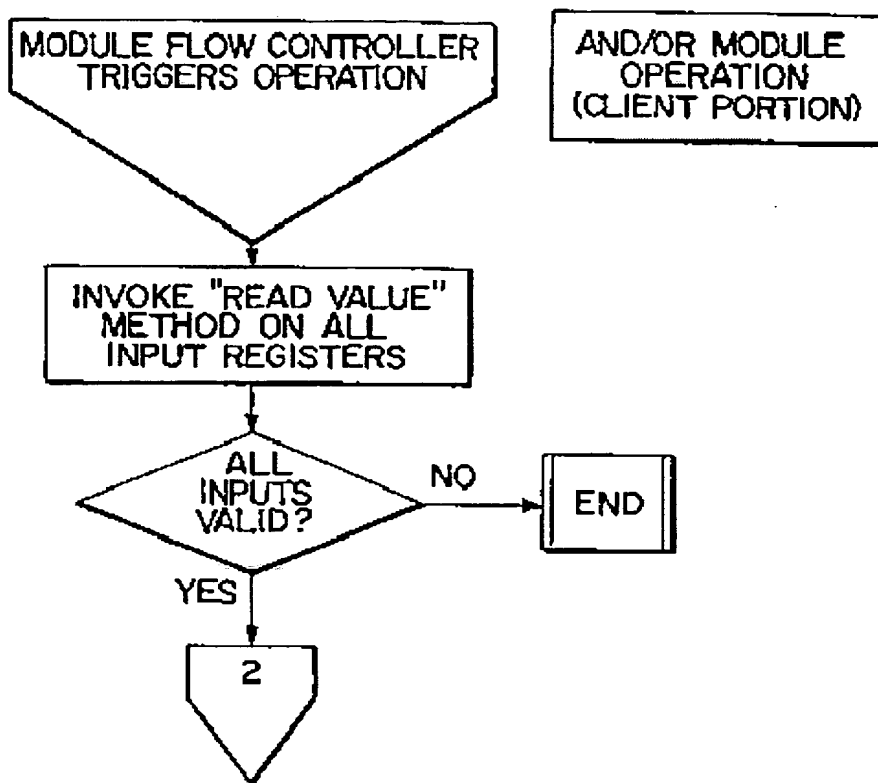 MODULE FLOW CONTROLLER
TRIGGERS OPERATION
AND/OR MODULE
OPERATION
(CLIENT PORTION)
INVOKE "READ VALUE"
METHOD ON ALL
INPUT REGISTERS
ALL
INPUTS
VALID?
NO
END
YES
2